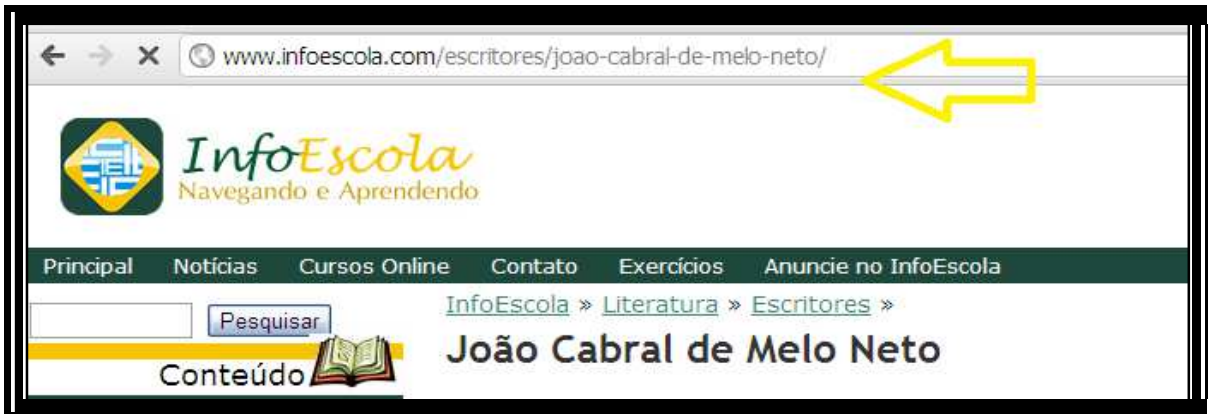 www.infoescola.com/escritores/joao-cabral-de-melo-neto/
InfoEscola
Navegando e Aprendendo
Principal Notícias Cursos Online Contato Exercícios Anuncie no InfoEscola
Pesquisar
InfoEscola » Literatura » Escritores »
João Cabral de Melo Neto
Conteúdo